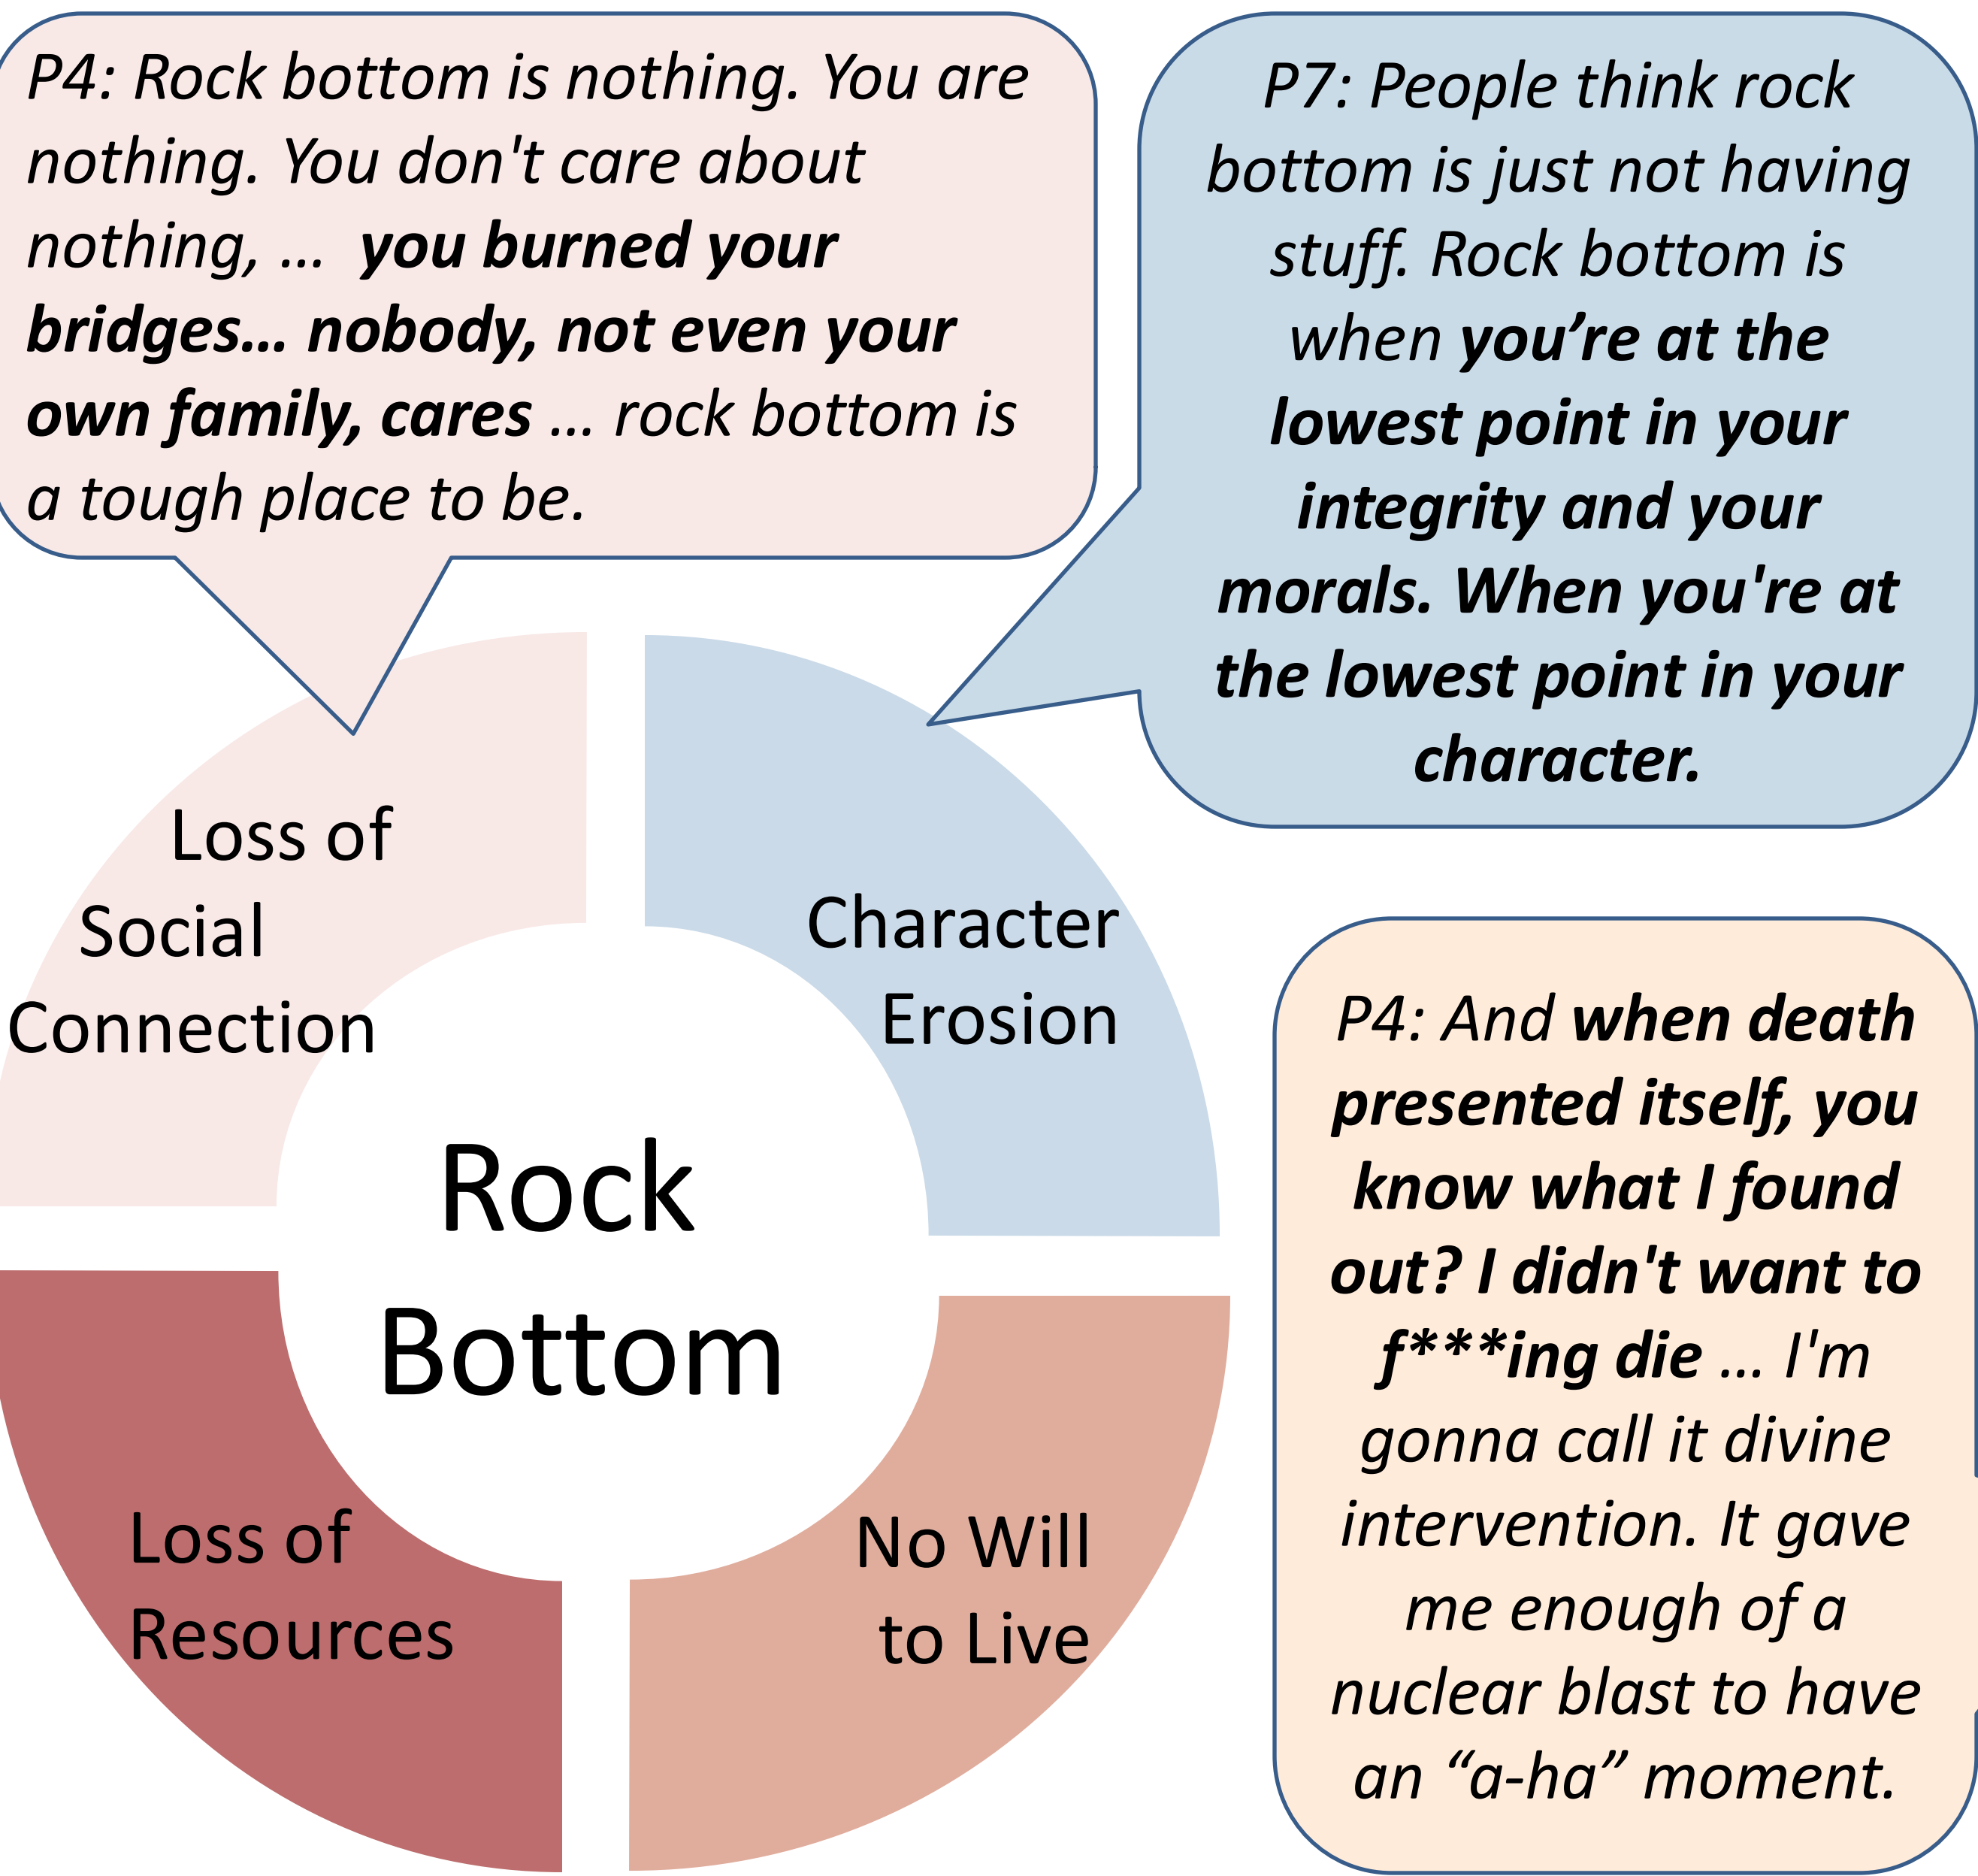 P4: Rock bottom is nothing. You are
nothing. You don't care about
nothing, ... you burned your
bridges... nobody, not even your
own family, cares ... rock bottom is
a tough place to be.
P7: People think rock
bottom is just not having
stuff. Rock bottom is
when you’re at the
lowest point in your
integrity and your
morals. When you're at
the lowest point in your
character.
Loss of
Social
Connection
Character
Erosion
Rock
Bottom
Loss of
Resources
No Will
to Live
P4: And when death
presented itself, you
know what I found
out? I didn't want to
f***ing die ... I'm
gonna call it divine
intervention. It gave
me enough of a
nuclear blast to have
an “a-ha” moment.